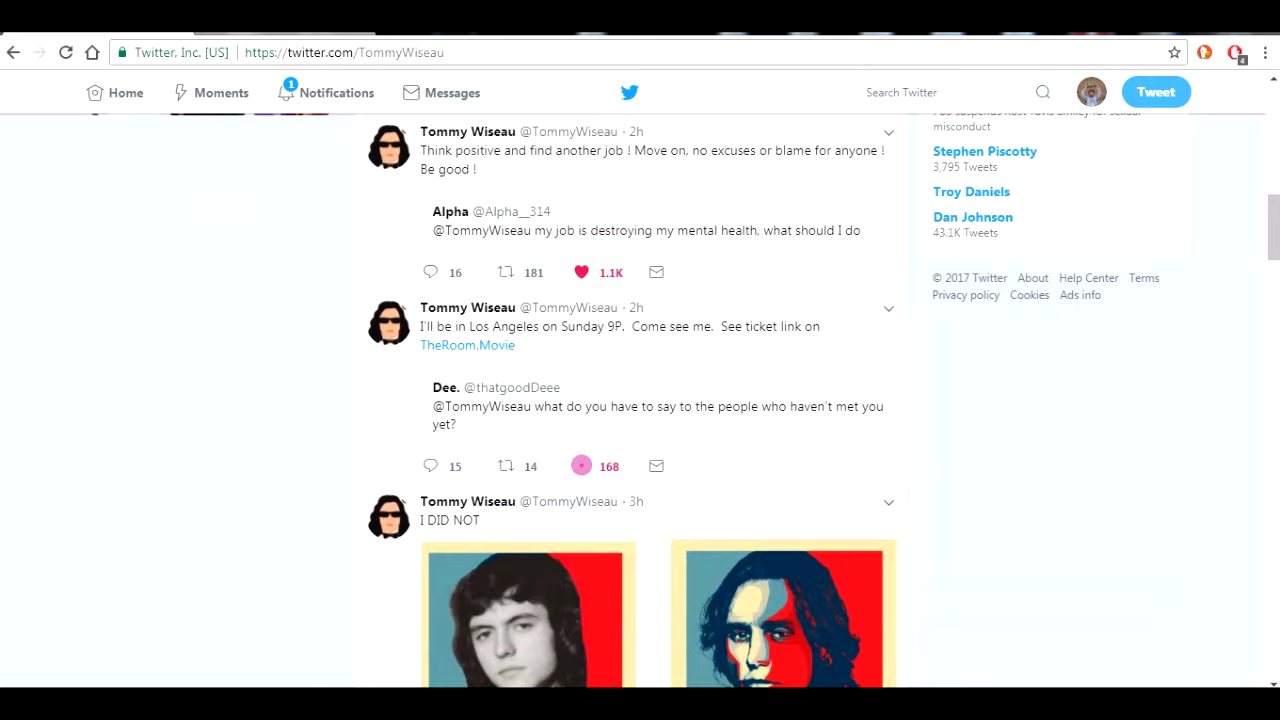 Twitter, Inc. [US] https://twitter.com/TommyWiseau
4
Home Moments 1 Notifications Messages Search Twitter Tweet
misconduct
Stephen Piscotty
3,795 Tweets
Troy Daniels
Dan Johnson
43.1K Tweets
© 2017 Twitter About Help Center Terms
Privacy policy Cookies Ads info
Tommy Wiseau @TommyWiseau · 2h
Think positive and find another job ! Move on, no excuses or blame for anyone !
Be good !
Alpha @Alpha__314
@TommyWiseau my job is destroying my mental health, what should I do
16 181 1.1K
Tommy Wiseau @TommyWiseau · 2h
I'll be in Los Angeles on Sunday 9P. Come see me. See ticket link on
TheRoom.Movie
Dee. @thatgoodDeee
@TommyWiseau what do you have to say to the people who haven't met you
yet?
15 14 168
Tommy Wiseau @TommyWiseau · 3h
I DID NOT